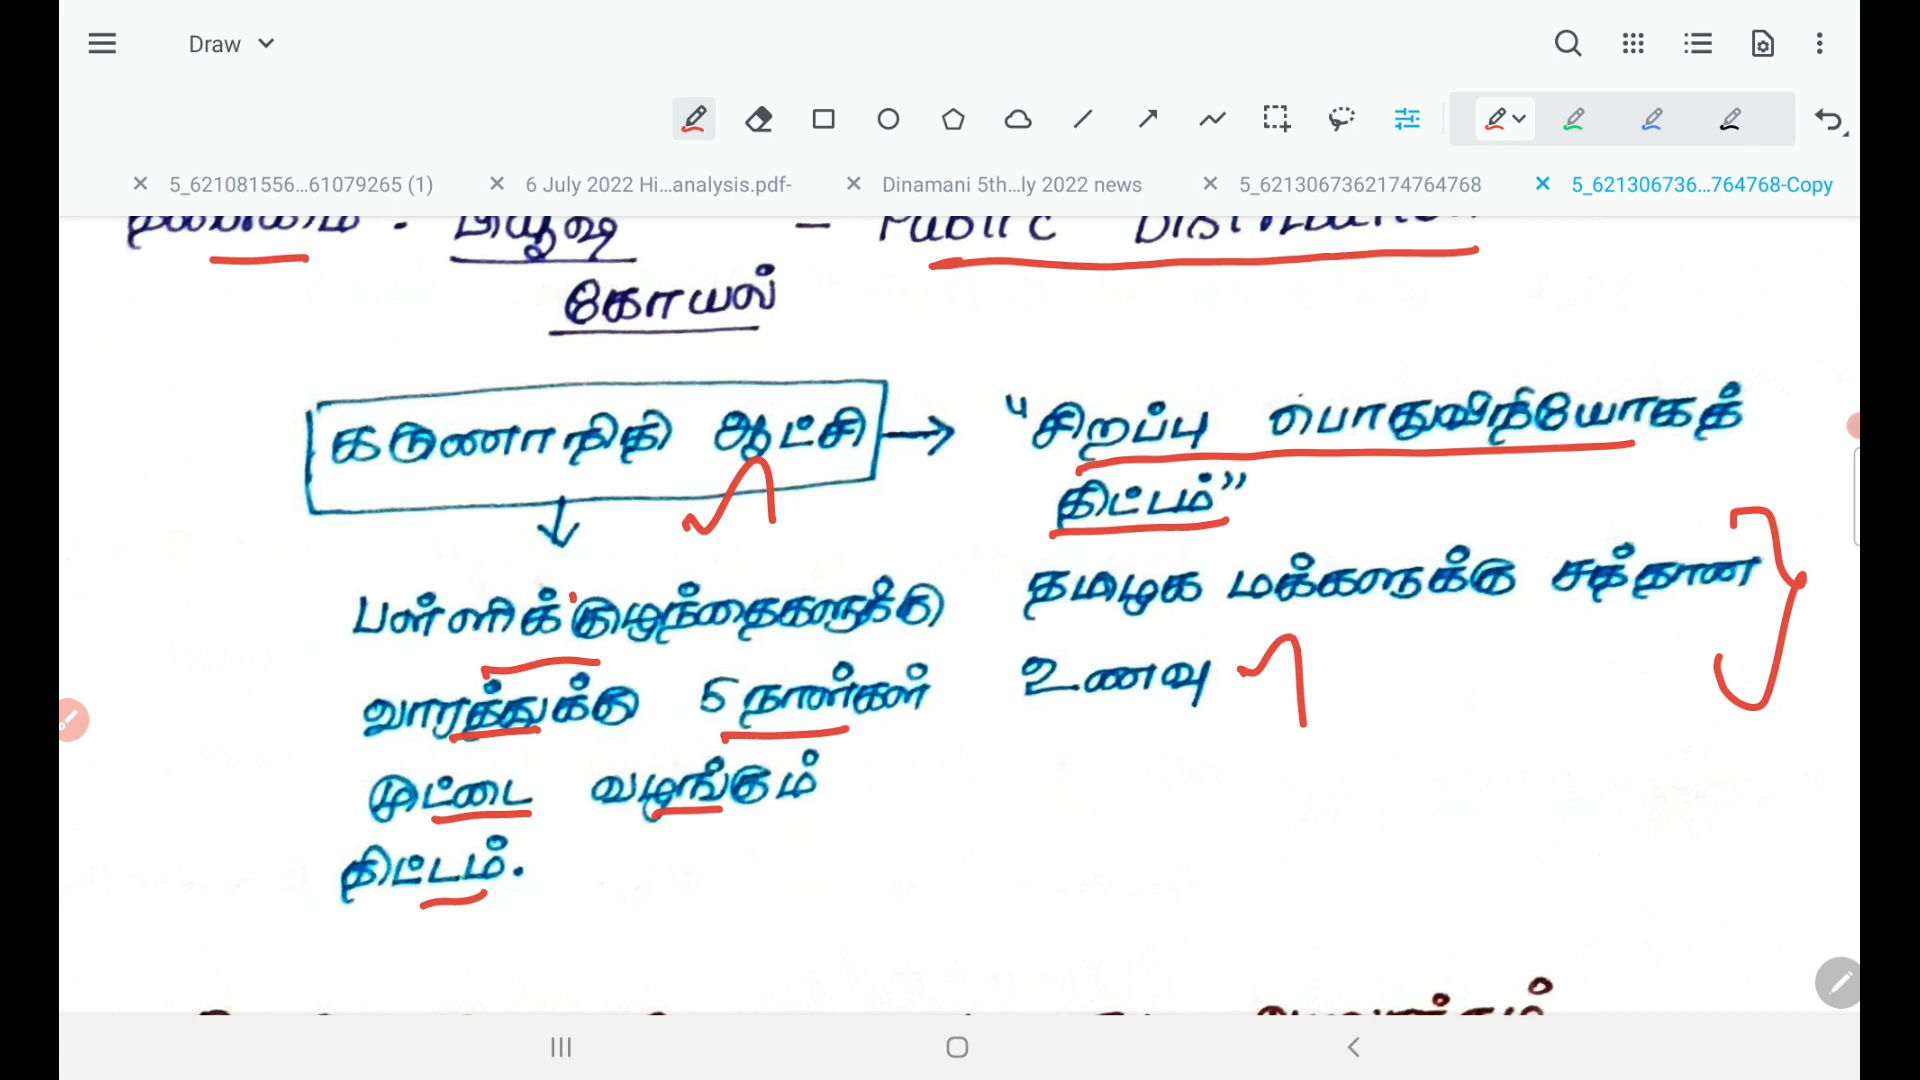 Draw
5_621081556...61079265 (1)
6 July 2022 Hi...analysis.pdf-
Dinamani 5th...ly 2022 news
5_6213067362174764768
5_621306736...764768-Copy
பியூஷ் - Public
கோயல்
கருணாநிதி ஆட்சி → "சிறப்பு பொதுவிநியோகத்
திட்டம்"
பள்ளிக் குழந்தைகளுக்கு
வாரத்துக்கு 5 நாள்கள்
முட்டை வழங்கும்
திட்டம்.
தமிழக மக்களுக்கு சத்தான
உணவு